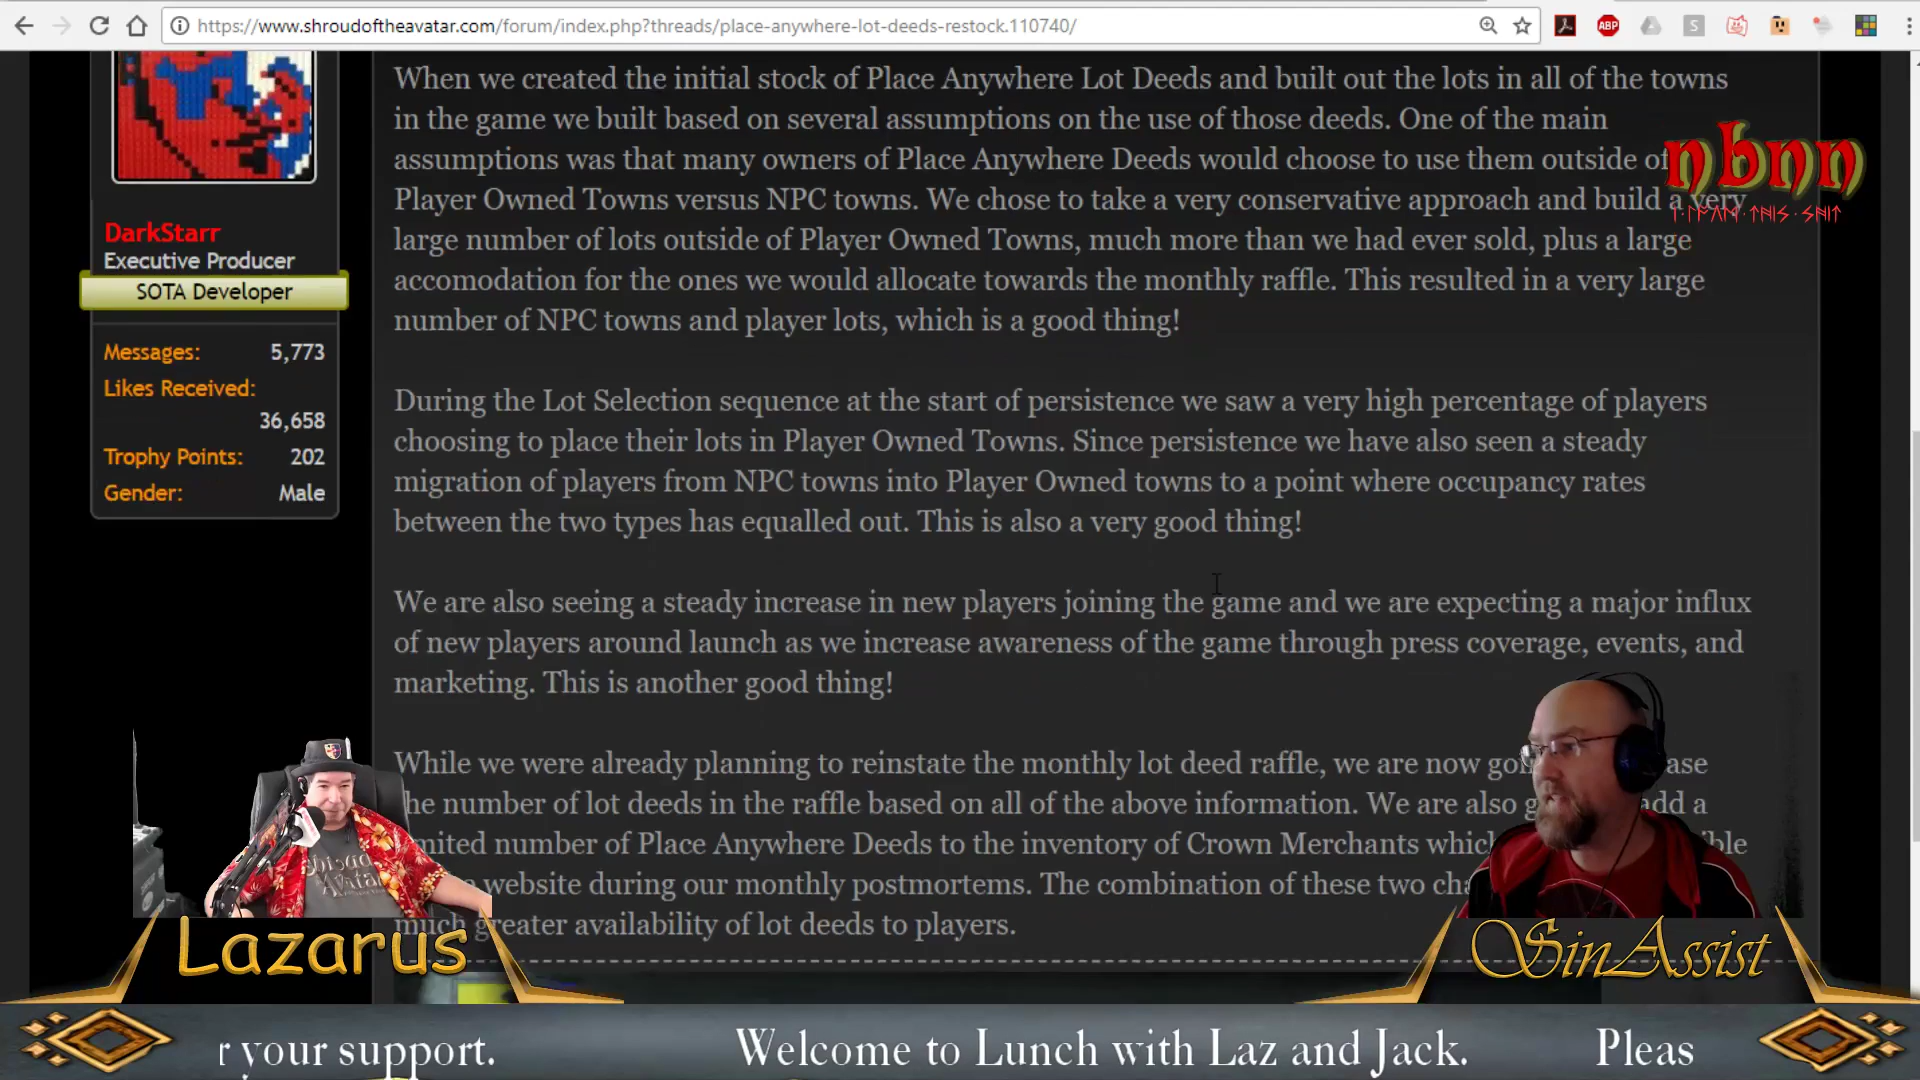 https://www.shroudoftheavatar.com/forum/index.php?threads/place-anywhere-lot-deeds-restock.110740/
ABP
S
When we created the initial stock of Place Anywhere Lot Deeds and built out the lots in all of the towns
in the game we built based on several assumptions on the use of those deeds. One of the main
assumptions was that many owners of Place Anywhere Deeds would choose to use them outside of
Player Owned Towns versus NPC towns. We chose to take a very conservative approach and build a very
large number of lots outside of Player Owned Towns, much more than we had ever sold, plus a large
accomodation for the ones we would allocate towards the monthly raffle. This resulted in a very large
number of NPC towns and player lots, which is a good thing!
nbnn
DarkStarr
Executive Producer
SOTA Developer
Messages: 5,773
Likes Received:
36,658
Trophy Points: 202
Gender: Male
During the Lot Selection sequence at the start of persistence we saw a very high percentage of players
choosing to place their lots in Player Owned Towns. Since persistence we have also seen a steady
migration of players from NPC towns into Player Owned towns to a point where occupancy rates
between the two types has equalled out. This is also a very good thing!
We are also seeing a steady increase in new players joining the game and we are expecting a major influx
of new players around launch as we increase awareness of the game through press coverage, events, and
marketing. This is another good thing!
While we were already planning to reinstate the monthly lot deed raffle, we are now
the number of lot deeds in the raffle based on all of the above information. We are also add a
number of Place Anywhere Deeds to the inventory of Crown Merchants
website during our monthly postmortems. The combination of these two
much greater availability of lot deeds to players.
Lazarus
SinAssist
r your support. Welcome to Lunch with Laz and Jack. Pleas